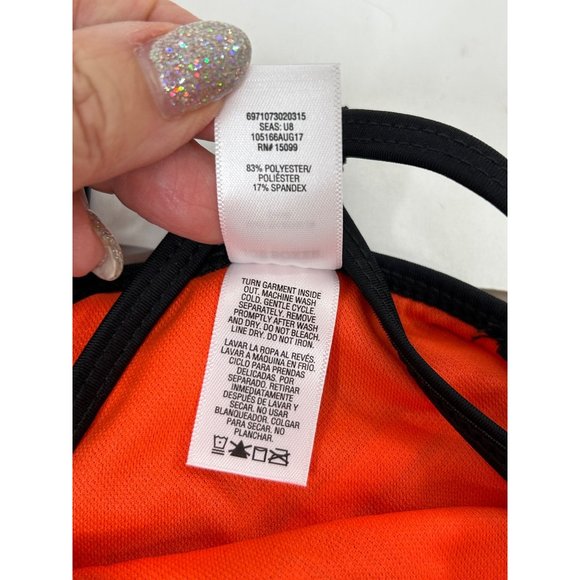 6971073020315
SEAS: U8
105166AUG17
RN# 15099
83% POLYESTER/
POLIÉSTER
17% SPANDEX
TURN GARMENT INSIDE
OUT. MACHINE WASH
COLD. GENTLE CYCLE.
SEPARATELY. REMOVE
PROMPTLY AFTER WASH
AND DRY. DO NOT BLEACH.
LINE DRY. DO NOT IRON.
LAVAR LA ROPA AL REVÉS.
LAVAR A MÁQUINA EN FRÍO.
CICLO PARA PRENDAS
DELICADAS. POR
SEPARADO. RETIRAR
INMEDIATAMENTE
DESPUÉS DE LAVAR Y
SECAR. NO USAR
BLANQUEADOR. COLGAR
PARA SECAR. NO
PLANCHAR.